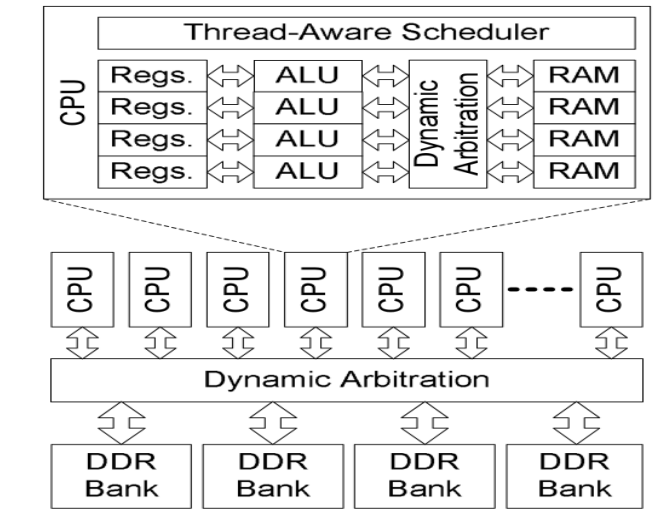 Thread-Aware Scheduler
CPU
Regs. ALU Dynamic Arbitration RAM
Regs. ALU RAM
Regs. ALU RAM
Regs. ALU RAM
CPU CPU CPU CPU CPU CPU CPU
Dynamic Arbitration
DDR DDR DDR DDR
Bank Bank Bank Bank